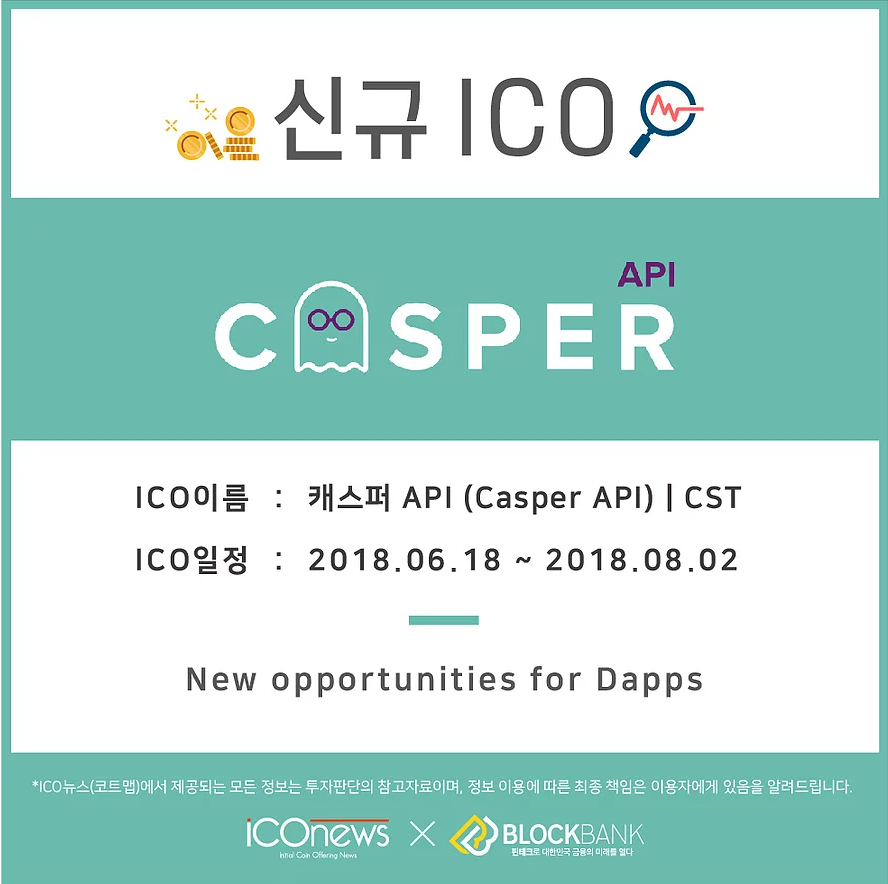 신규 ICO
API
CASPER
ICO이름 : 캐스퍼 API (Casper API) | CST
ICO일정 : 2018.06.18 ~ 2018.08.02
New opportunities for Dapps
*ICO뉴스(코트맵)에서 제공되는 모든 정보는 투자판단의 참고자료이며, 정보 이용에 따른 최종 책임은 이용자에게 있음을 알려드립니다.
iCOnews × BLOCKBANK
Initial Coin Offering News
핀테크로 대한민국 금융의 미래를 열다